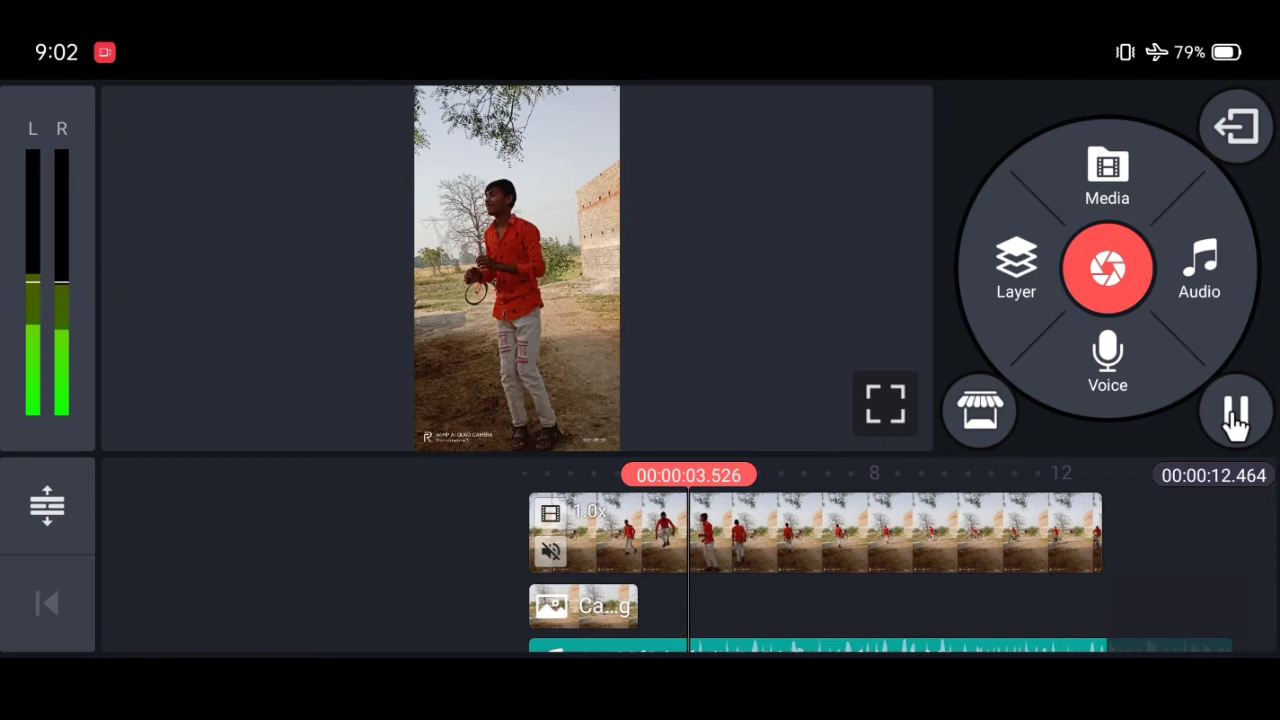 9:02
79%
L R
Media
Layer
Audio
Voice
00:00:03.526
8
12
00:00:12.464
1.0x
Ca...g